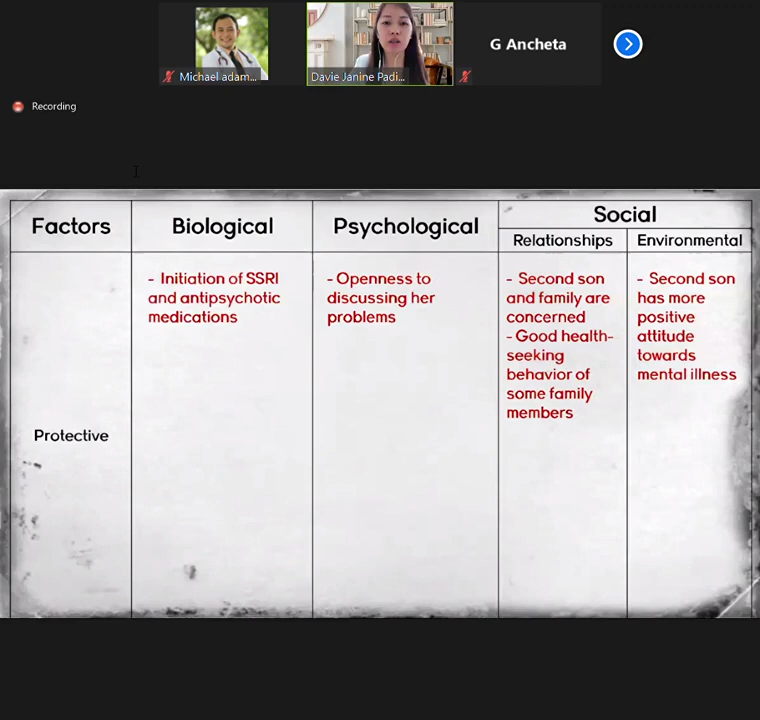 Michael adam...
Davie Janine Padi...
G Ancheta
Recording
Factors
Biological
Psychological
Social
Relationships
Environmental
Protective
- Initiation of SSRI
and antipsychotic
medications
- Openness to
discussing her
problems
- Second son
and family are
concerned
- Good health-
seeking
behavior of
some family
members
- Second son
has more
positive
attitude
towards
mental illness